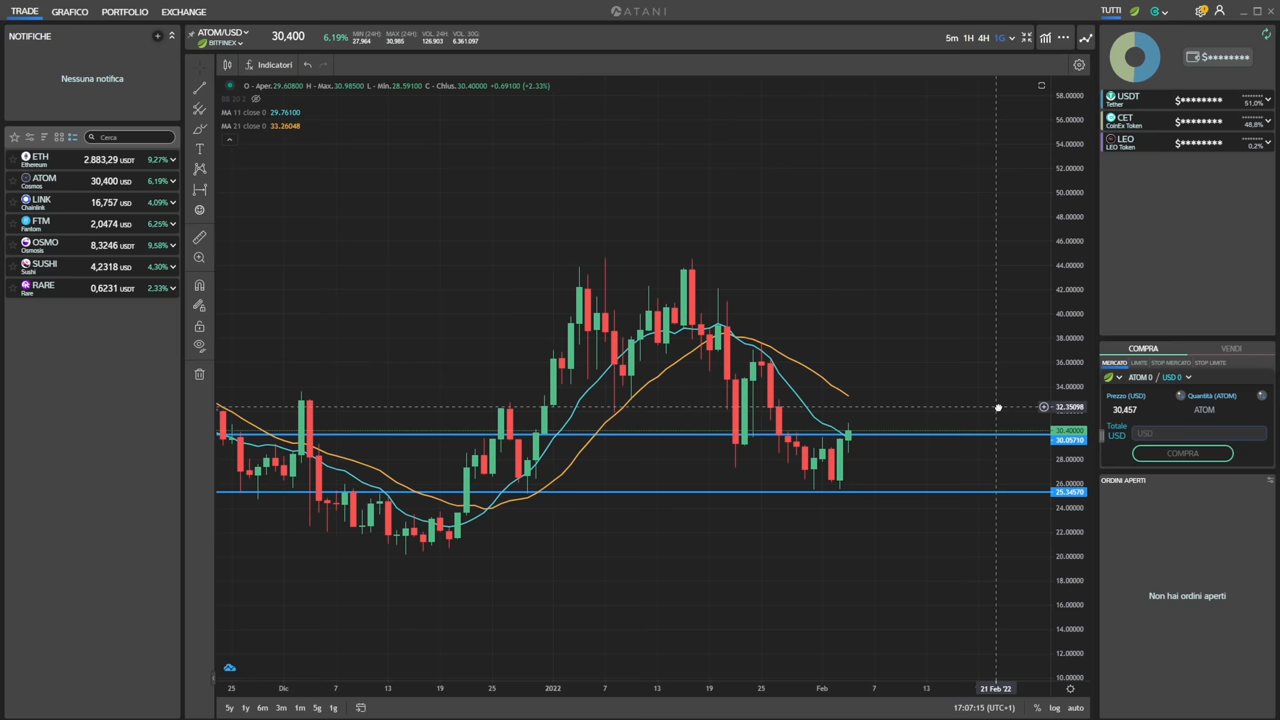 TRADE GRAFICO PORTFOLIO EXCHANGE
ATANI
TUTTI
NOTIFICHE
Nessuna notifica
Cerca
ETH 2.883,29 USDT 9,27%
Ethereum
ATOM 30,400 USD 6,19%
Cosmos
LINK 16,757 USD 4,09%
Chainlink
FTM 2,0474 USD 6,25%
Fantom
OSMO 8,3246 USDT 9,58%
Osmosis
SUSHI 4,2318 USD 4,30%
Sushi
RARE 0,6231 USDT 2,33%
Rare
ATOM/USD
BITFINEX
30,400 6,19%
MIN (24H) MAX (24H) VOL. 24H VOL. 30G
27,964 30,985 126.903 6.361.097
5m 1H 4H 1G
Indicatori
O - Aper.29.60800 H - Max.30.98500 L - Min.28.59100 C - Chius.30.40000 +0.69100 (+2.33%)
BB 20 2
MA 11 close 0 29.76100
MA 21 close 0 33.26048
58.00000
56.00000
54.00000
52.00000
50.00000
48.00000
46.00000
44.00000
42.00000
40.00000
38.00000
36.00000
34.00000
32.35098
30.40000
30.05710
28.00000
26.00000
25.34570
24.00000
22.00000
20.00000
18.00000
16.00000
14.00000
12.00000
10.00000
25 Dic 7 13 19 25 2022 7 13 19 25 Feb 7 13 21 Feb '22
5y 1y 6m 3m 1m 5g 1g
17:07:15 (UTC+1) % log auto
$********
USDT $******** ********
Tether 51,0%
CET $******** ********
CoinEx Token 48,8%
LEO $******** ********
LEO Token 0,2%
COMPRA VENDI
MERCATO LIMITE STOP MERCATO STOP LIMITE
ATOM 0 / USD 0
Prezzo (USD) Quantità (ATOM)
30,457 ATOM
Totale
USD USD
COMPRA
ORDINI APERTI
Non hai ordini aperti